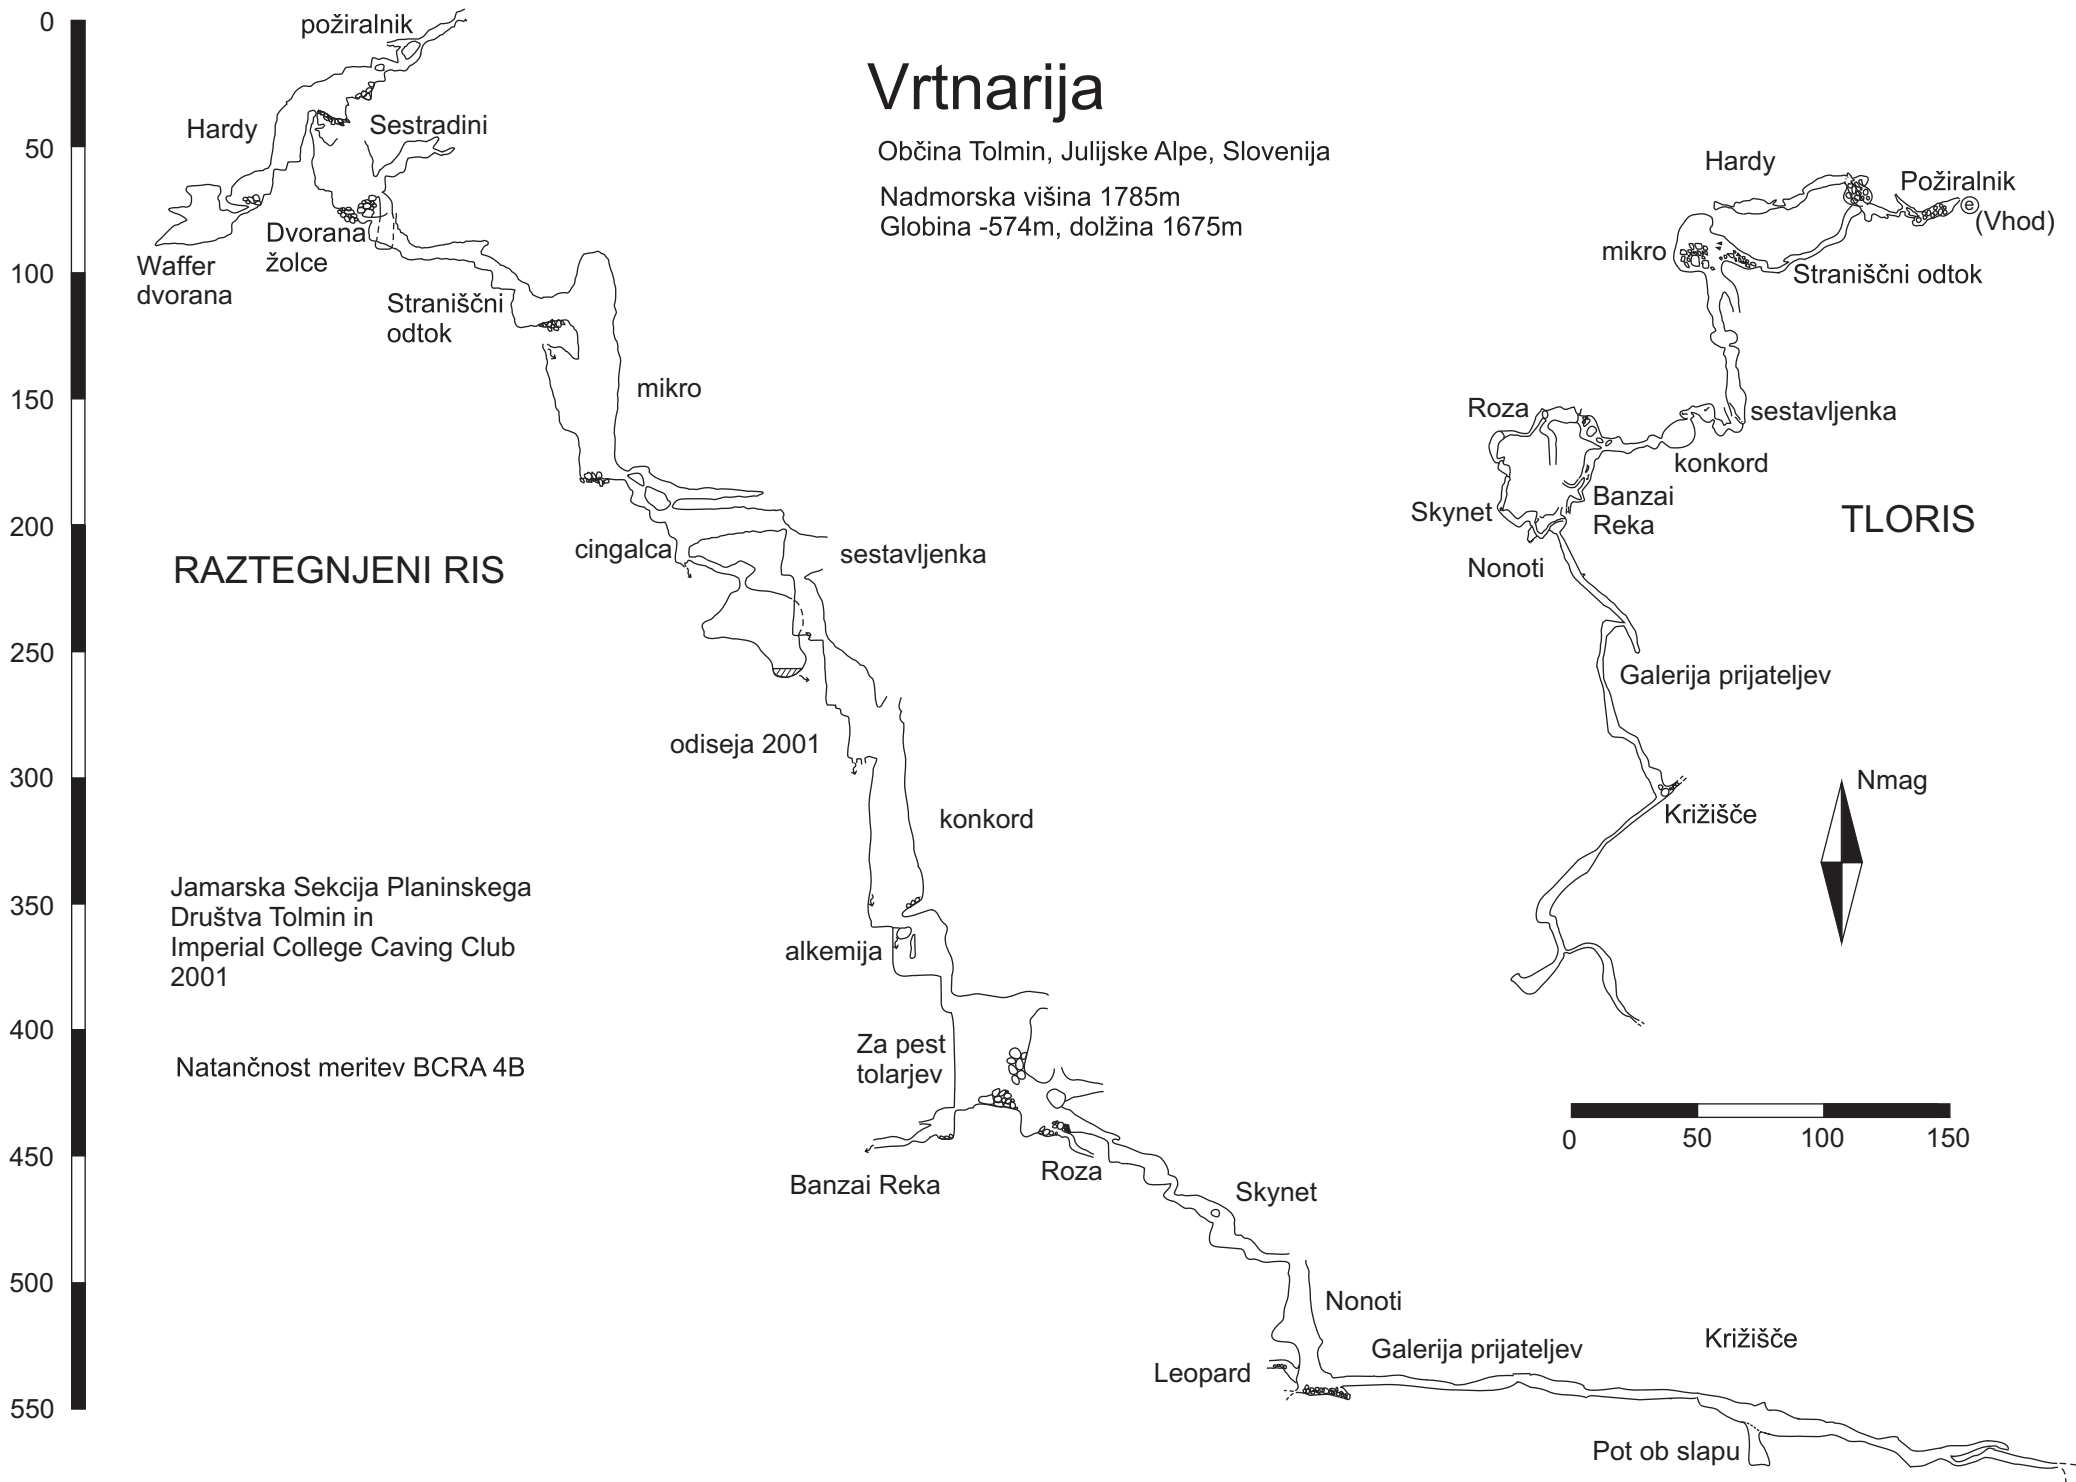 Vrtnarija
Občina Tolmin, Julijske Alpe, Slovenija
Nadmorska višina 1785m
Globina -574m, dolžina 1675m
0
50
100
150
200
250
300
350
400
450
500
550
požiralnik
Hardy
Sestradini
Dvorana
žolce
Waffer
dvorana
Straniščni
odtok
mikro
cingalca
sestavljenka
RAZTEGNJENI RIS
odiseja 2001
konkord
Jamarska Sekcija Planinskega
Društva Tolmin in
Imperial College Caving Club
2001
alkemija
Natančnost meritev BCRA 4B
Za pest
tolarjev
Banzai Reka
Roza
Skynet
Nonoti
Leopard
Galerija prijateljev
Križišče
Pot ob slapu
Hardy
Požiralnik
e
(Vhod)
mikro
Straniščni odtok
Roza
sestavljenka
konkord
Banzai
Reka
Skynet
TLORIS
Nonoti
Galerija prijateljev
Nmag
Križišče
0
50
100
150